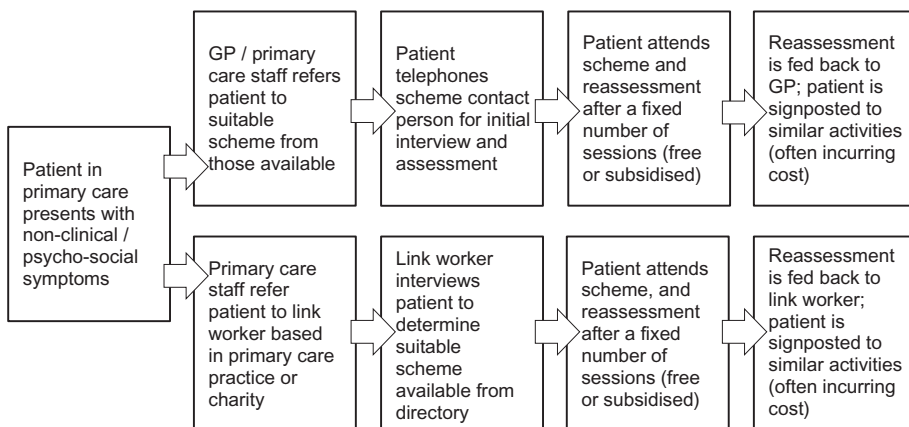 Patient in
primary care
presents with
non-clinical /
psycho-social
symptoms
GP / primary
care staff refers
patient to
suitable
scheme from
those available
Patient
telephones
scheme contact
person for initial
interview and
assessment
Patient attends
scheme and
reassessment
after a fixed
number of
sessions (free
or subsidised)
Reassessment
is fed back to
GP; patient is
signposted to
similar activities
(often incurring
cost)
Primary care
staff refer
patient to link
worker based
in primary care
practice or
charity
Link worker
interviews
patient to
determine
suitable
scheme
available from
directory
Patient attends
scheme, and
reassessment
after a fixed
number of
sessions (free
or subsidised)
Reassessment
is fed back to
link worker;
patient is
signposted to
similar activities
(often incurring
cost)